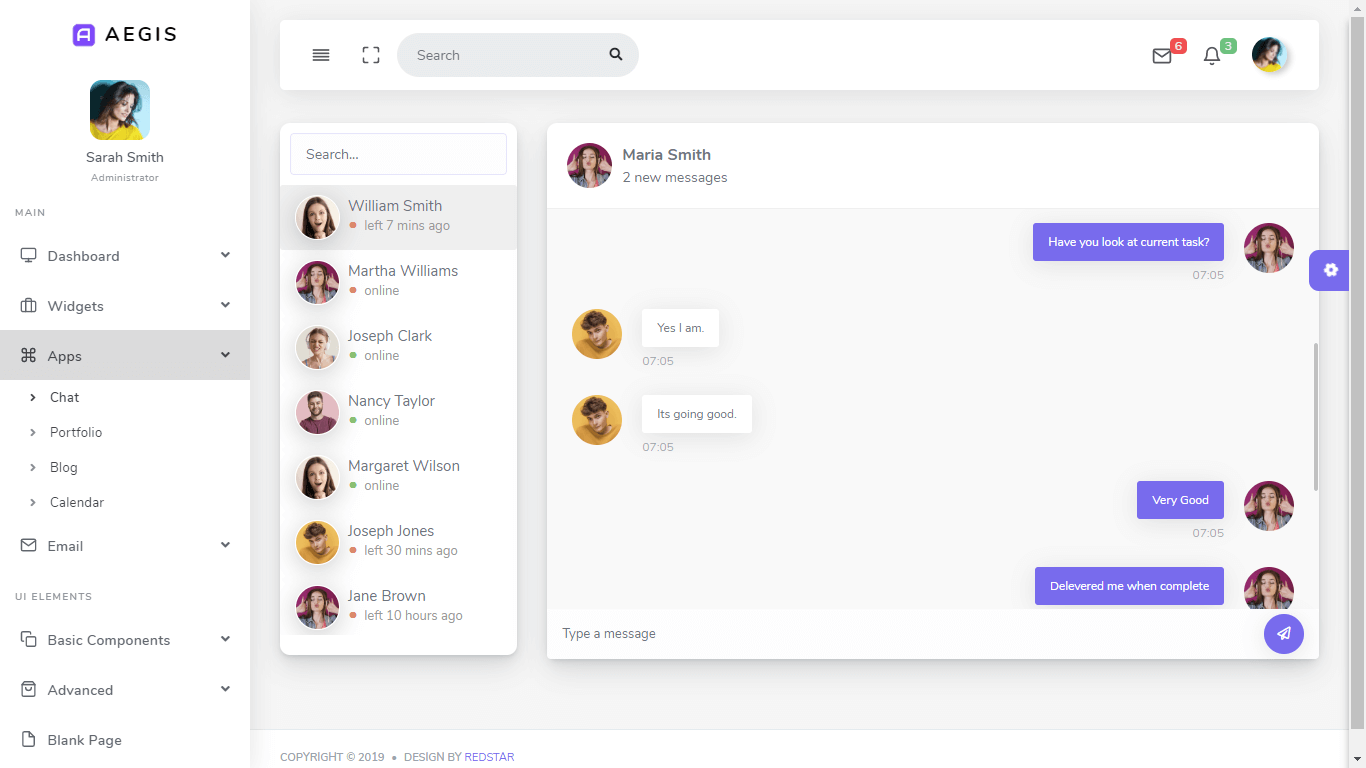 AEGIS
Sarah Smith
Administrator
MAIN
Dashboard
Widgets
Apps
Chat
Portfolio
Blog
Calendar
Email
UI ELEMENTS
Basic Components
Advanced
Blank Page
Search
6
3
Search...
William Smith
left 7 mins ago
Martha Williams
online
Joseph Clark
online
Nancy Taylor
online
Margaret Wilson
online
Joseph Jones
left 30 mins ago
Jane Brown
left 10 hours ago
Maria Smith
2 new messages
Have you look at current task?
07:05
Yes I am.
07:05
Its going good.
07:05
Very Good
07:05
Delevered me when complete
Type a message
COPYRIGHT © 2019 • DESIGN BY REDSTAR